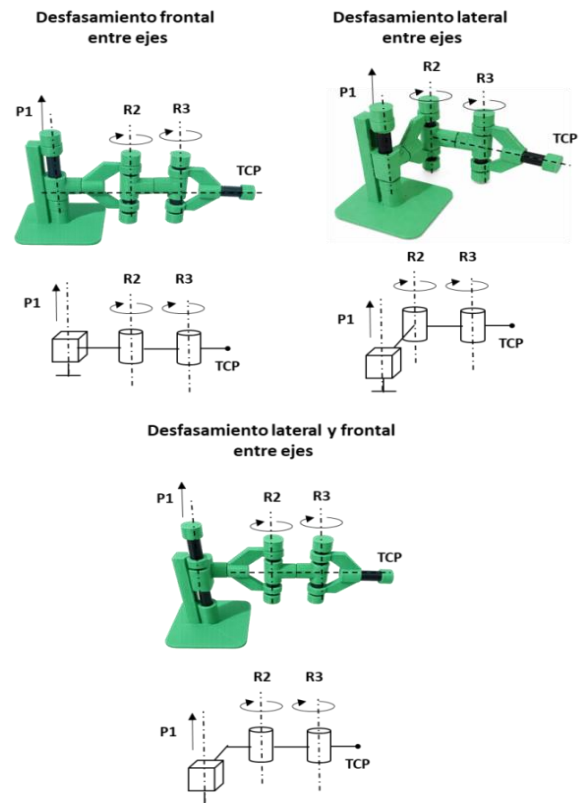 Desfasamiento frontal
entre ejes
P1
R2
R3
TCP
P1
R2
R3
TCP
Desfasamiento lateral
entre ejes
P1
R2
R3
TCP
P1
R2
R3
TCP
Desfasamiento lateral y frontal
entre ejes
P1
R2
R3
TCP
P1
R2
R3
TCP